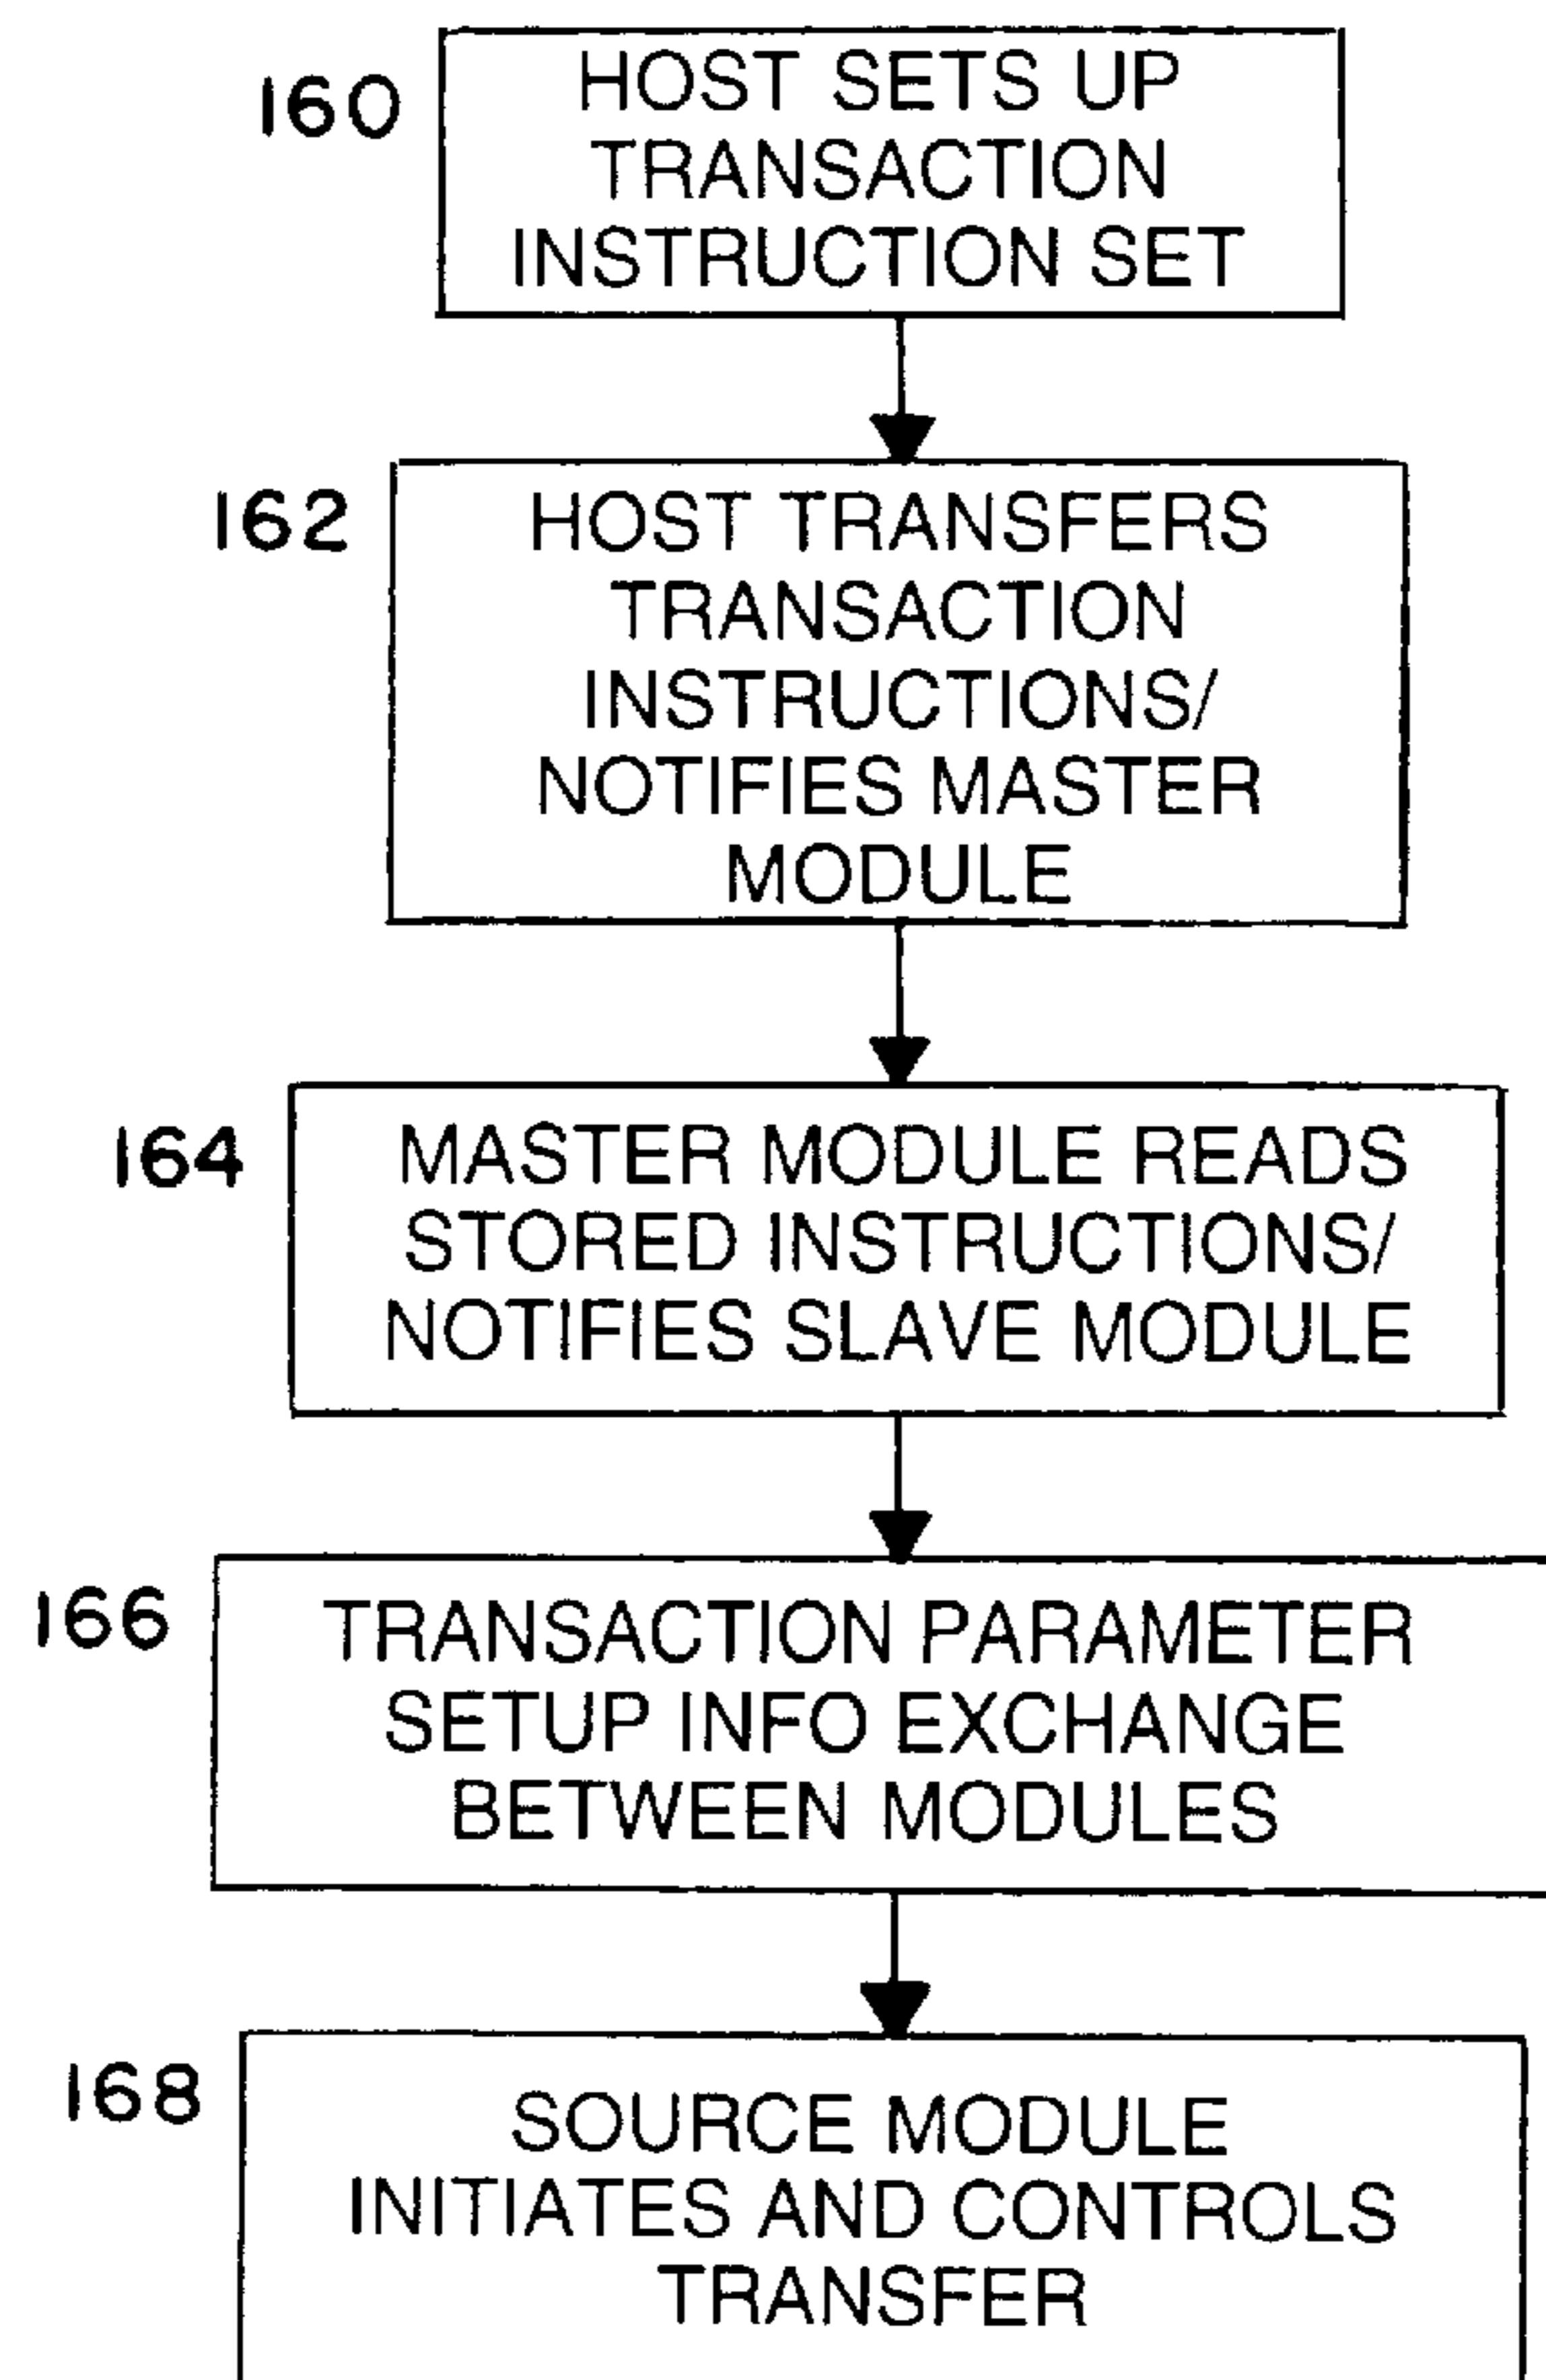 160
HOST SETS UP
TRANSACTION
INSTRUCTION SET
162
HOST TRANSFERS
TRANSACTION
INSTRUCTIONS/
NOTIFIES MASTER
MODULE
164
MASTER MODULE READS
STORED INSTRUCTIONS/
NOTIFIES SLAVE MODULE
166
TRANSACTION PARAMETER
SETUP INFO EXCHANGE
BETWEEN MODULES
168
SOURCE MODULE
INITIATES AND CONTROLS
TRANSFER